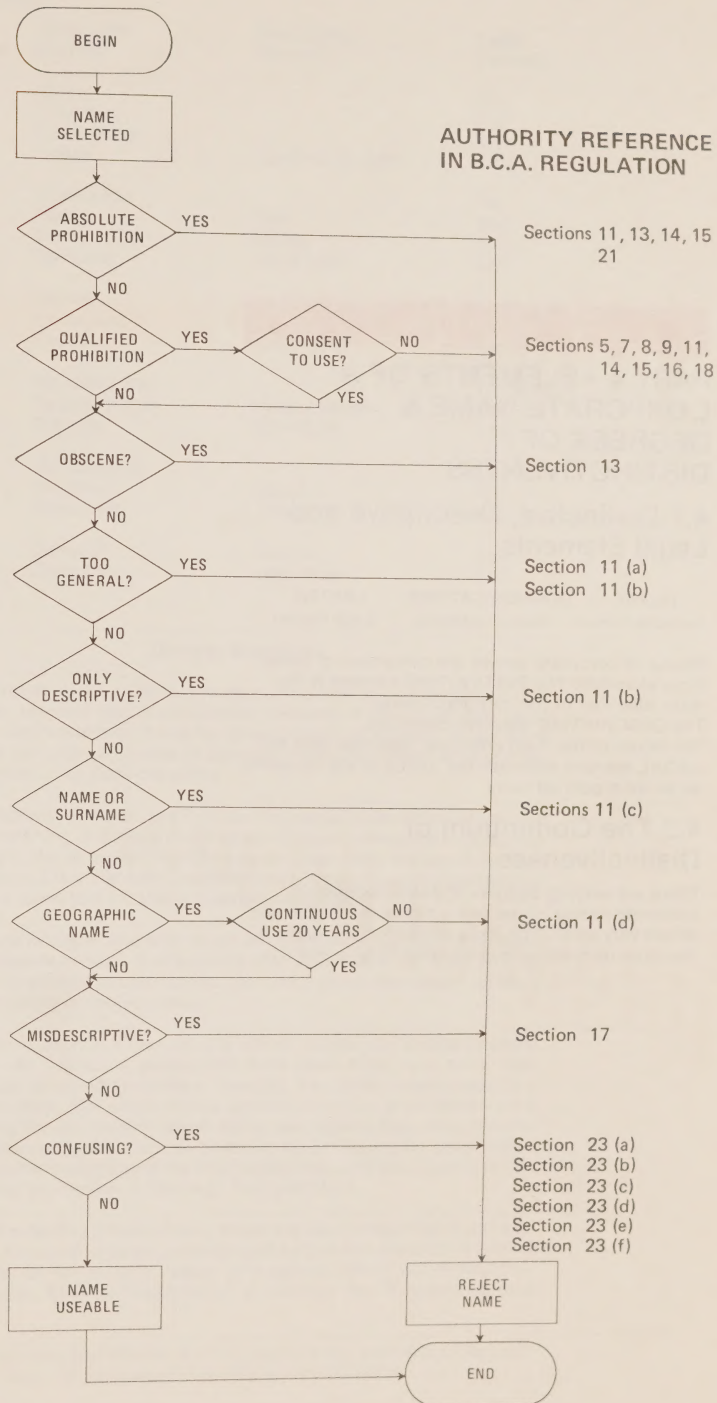 BEGIN
NAME
SELECTED
AUTHORITY REFERENCE
IN B.C.A. REGULATION
ABSOLUTE
PROHIBITION
YES
Sections 11, 13, 14, 15
21
NO
QUALIFIED
PROHIBITION
YES
CONSENT
TO USE?
NO
Sections 5, 7, 8, 9, 11,
14, 15, 16, 18
NO
YES
OBSCENE?
YES
Section 13
NO
TOO
GENERAL?
YES
Section 11 (a)
Section 11 (b)
NO
ONLY
DESCRIPTIVE?
YES
Section 11 (b)
NO
NAME OR
SURNAME
YES
Sections 11 (c)
NO
GEOGRAPHIC
NAME
YES
CONTINUOUS
USE 20 YEARS
NO
Section 11 (d)
NO
YES
MISDESCRIPTIVE?
YES
Section 17
NO
CONFUSING?
YES
Section 23 (a)
Section 23 (b)
Section 23 (c)
Section 23 (d)
Section 23 (e)
Section 23 (f)
NO
NAME
USEABLE
REJECT
NAME
END